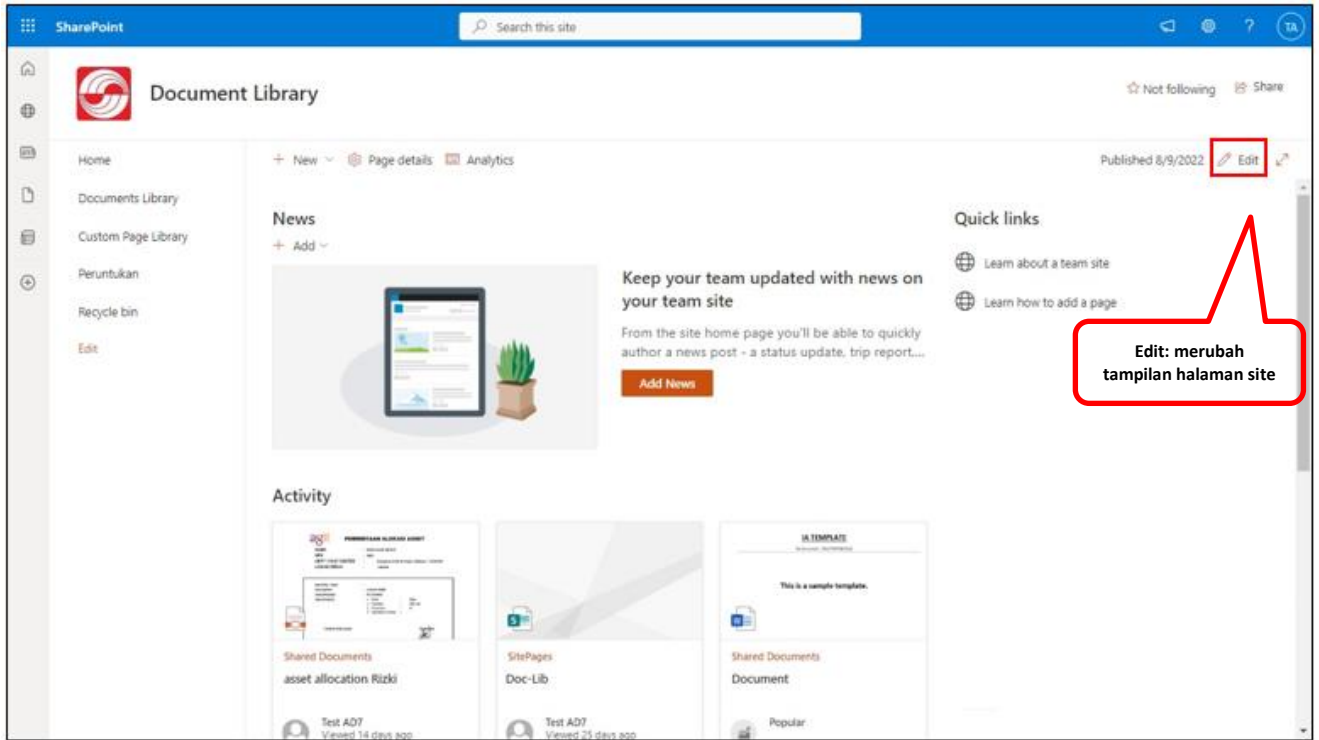 SharePoint
Search this site
?
TA
Document Library
Not following
Share
Home
Documents Library
Custom Page Library
Peruntukan
Recycle bin
Edit
+ New
Page details
Analytics
Published 8/9/2022
Edit
News
+ Add
Keep your team updated with news on
your team site
From the site home page you'll be able to quickly
author a news post - a status update, trip report....
Add News
Quick links
Learn about a team site
Learn how to add a page
Edit: merubah
tampilan halaman site
Activity
PERMINTAAN ALOKASI ASSET
Shared Documents
asset allocation Rizki
Test AD7
Viewed 14 days ago
S
SitePages
Doc-Lib
Test AD7
Viewed 25 days ago
IA TEMPLATE
This is a sample template.
Shared Documents
Document
Popular